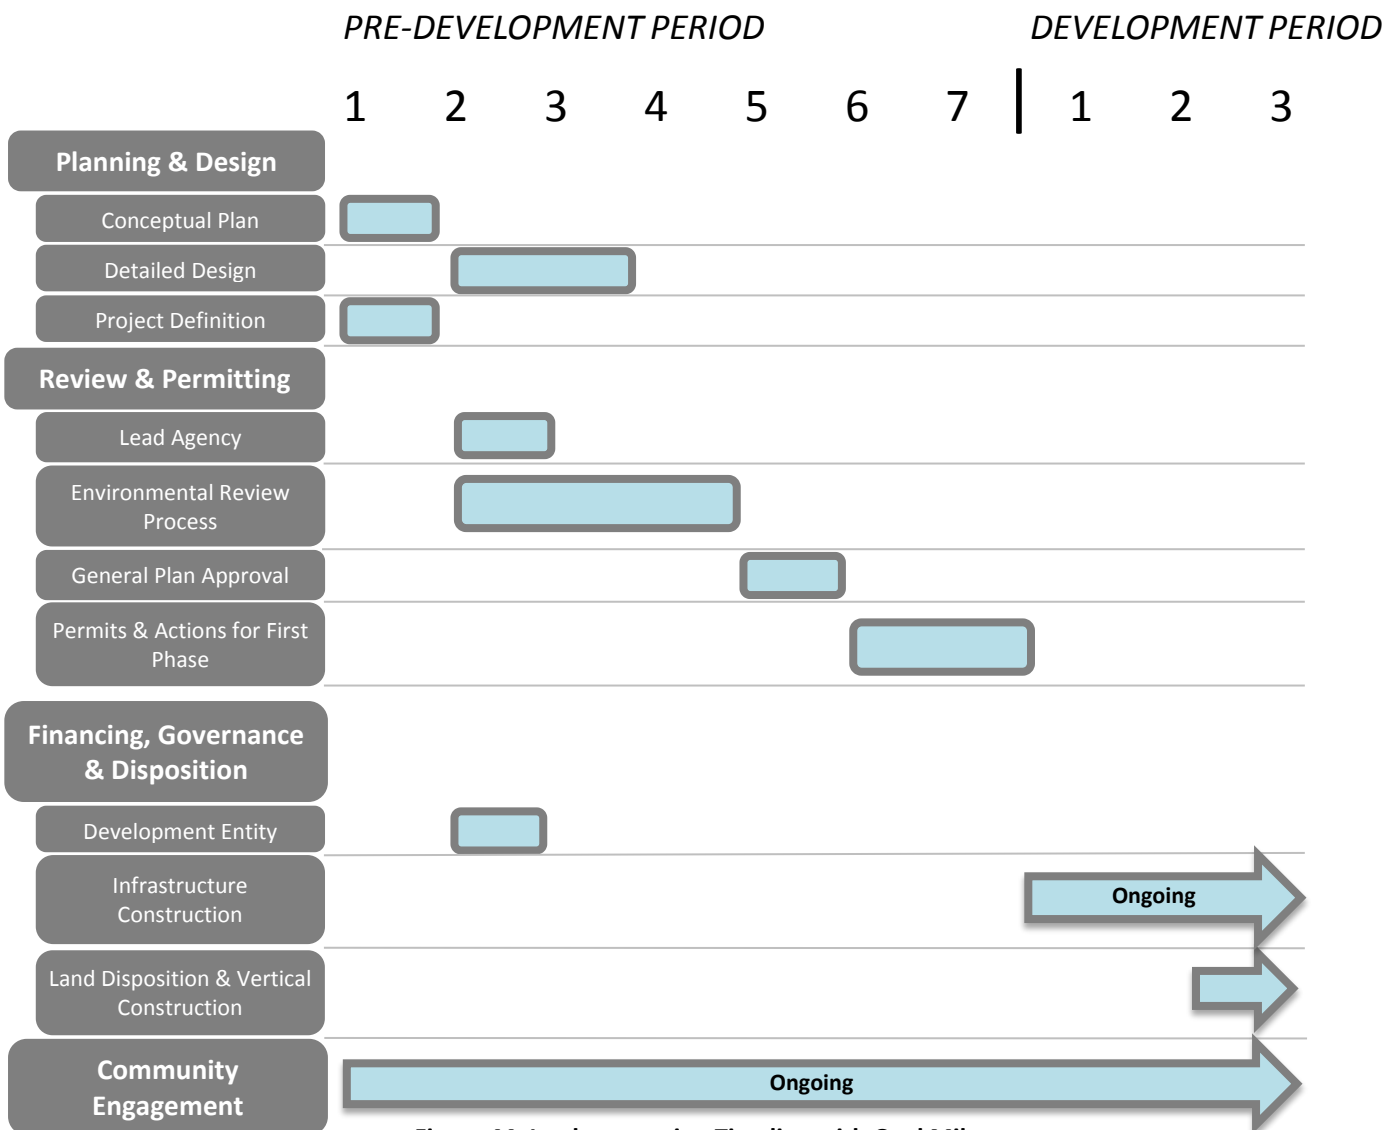 PRE-DEVELOPMENT PERIOD DEVELOPMENT PERIOD
1 2 3 4 5 6 7 1 2 3
Planning & Design
Conceptual Plan
Detailed Design
Project Definition
Review & Permitting
Lead Agency
Environmental Review
Process
General Plan Approval
Permits & Actions for First
Phase
Financing, Governance
& Disposition
Development Entity
Infrastructure
Construction
Ongoing
Land Disposition & Vertical
Construction
Community
Engagement
Ongoing